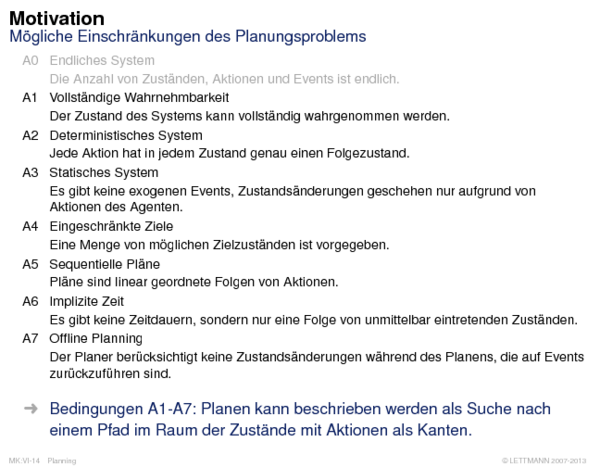 Motivation
Mögliche Einschränkungen des Planungsproblems
A0 Endliches System
Die Anzahl von Zuständen, Aktionen und Events ist endlich.
A1 Vollständige Wahrnehmbarkeit
Der Zustand des Systems kann vollständig wahrgenommen werden.
A2 Deterministisches System
Jede Aktion hat in jedem Zustand genau einen Folgezustand.
A3 Statisches System
Es gibt keine exogenen Events, Zustandsänderungen geschehen nur aufgrund von
Aktionen des Agenten.
A4 Eingeschränkte Ziele
Eine Menge von möglichen Zielzuständen ist vorgegeben.
A5 Sequentielle Pläne
Pläne sind linear geordnete Folgen von Aktionen.
A6 Implizite Zeit
Es gibt keine Zeitdauern, sondern nur eine Folge von unmittelbar eintretenden Zuständen.
A7 Offline Planning
Der Planer berücksichtigt keine Zustandsänderungen während des Planens, die auf Events
zurückzuführen sind.
➜ Bedingungen A1-A7: Planen kann beschrieben werden als Suche nach
einem Pfad im Raum der Zustände mit Aktionen als Kanten.
MK:VI-14 Planning © LETTMANN 2007-2013